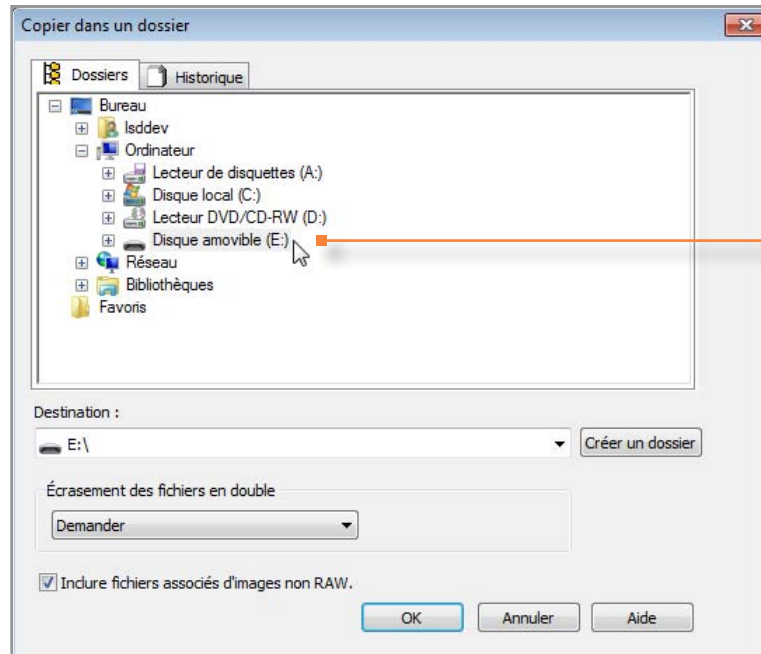 Copier dans un dossier
Dossiers Historique
Bureau
lsddev
Ordinateur
Lecteur de disquettes (A:)
Disque local (C:)
Lecteur DVD/CD-RW (D:)
Disque amovible (E:)
Réseau
Bibliothèques
Favoris
Destination :
E:\ Créer un dossier
Écrasement des fichiers en double
Demander
Inclure fichiers associés d'images non RAW.
OK Annuler Aide